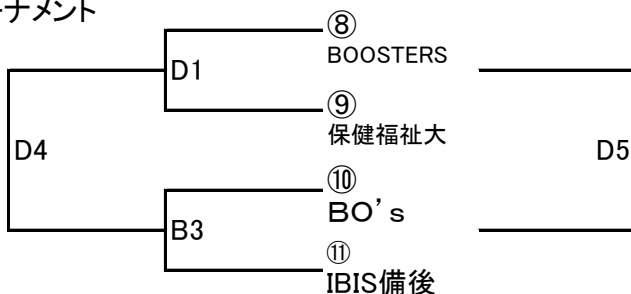 ーナメント
⑧
BOOSTERS
D1
⑨
保健福祉大
D4
D5
⑩
BO's
B3
⑪
IBIS備後